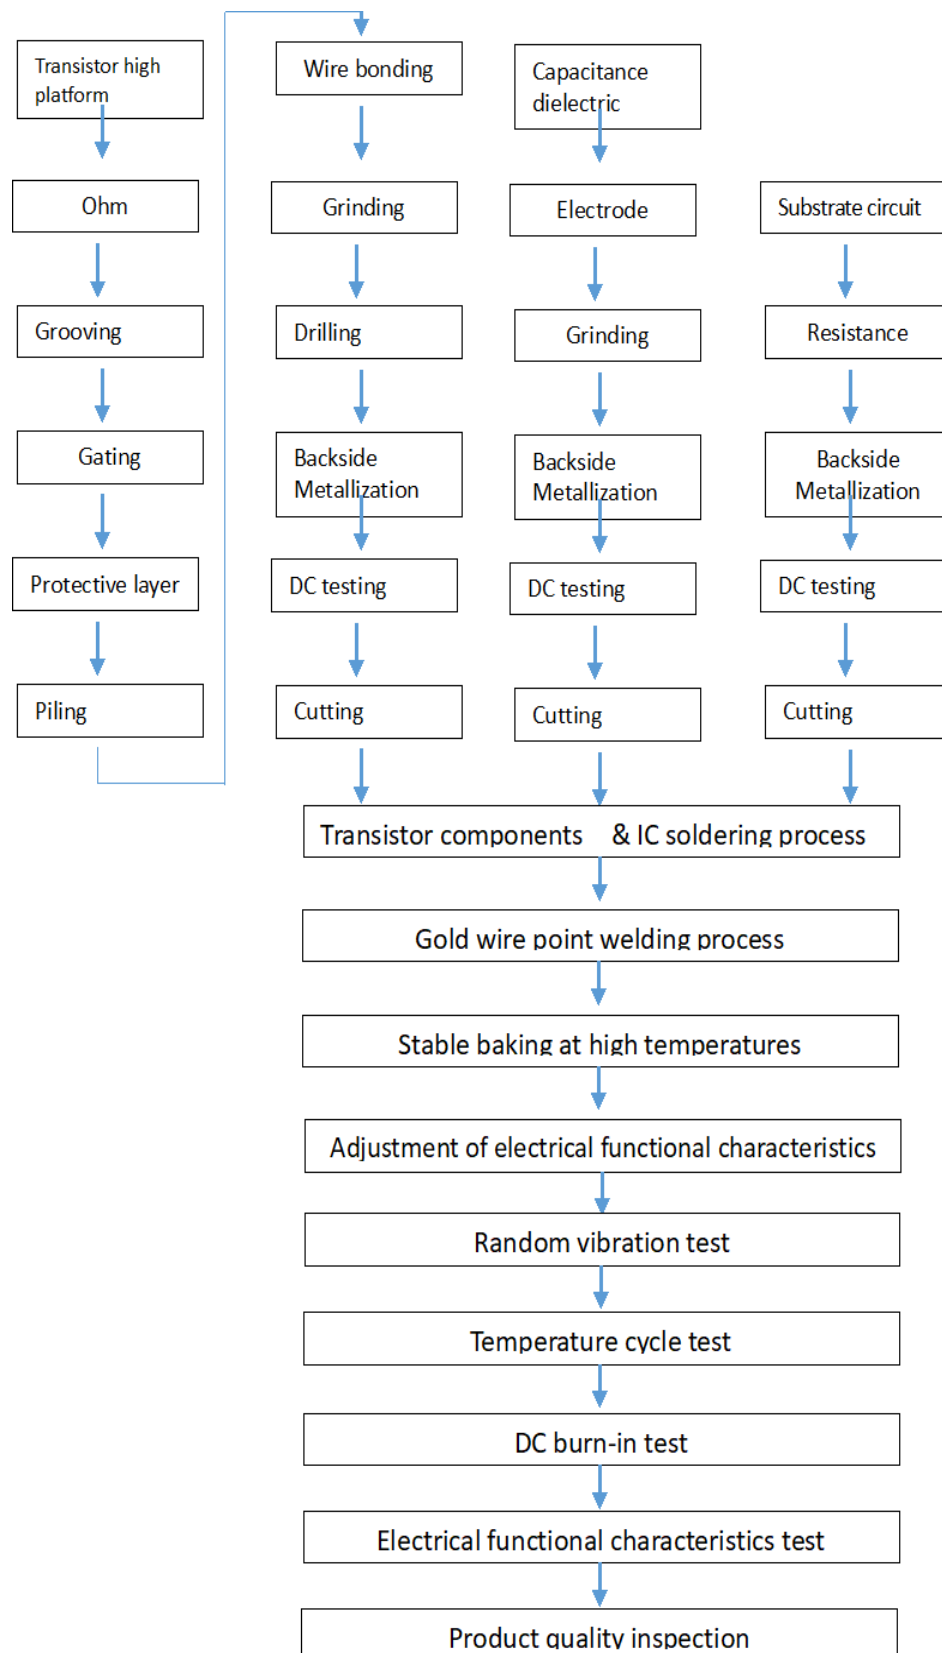 Transistor high
platform
Ohm
Grooving
Gating
Protective layer
Piling
Wire bonding
Grinding
Drilling
Backside
Metallization
DC testing
Cutting
Capacitance
dielectric
Electrode
Grinding
Backside
Metallization
DC testing
Cutting
Substrate circuit
Resistance
Backside
Metallization
DC testing
Cutting
Transistor components & IC soldering process
Gold wire point welding process
Stable baking at high temperatures
Adjustment of electrical functional characteristics
Random vibration test
Temperature cycle test
DC burn-in test
Electrical functional characteristics test
Product quality inspection